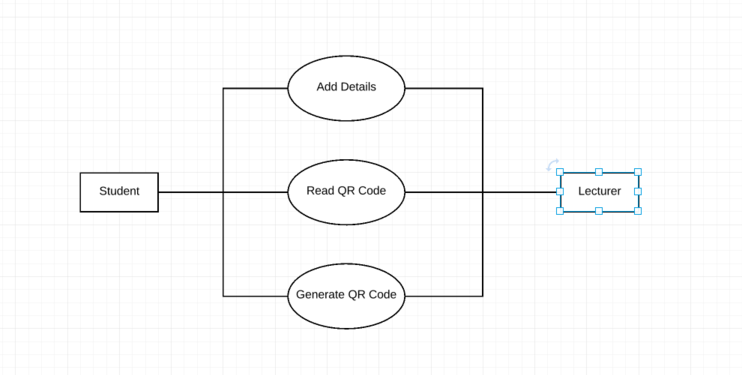 Add Details
Student
Read QR Code
Lecturer
Generate QR Code